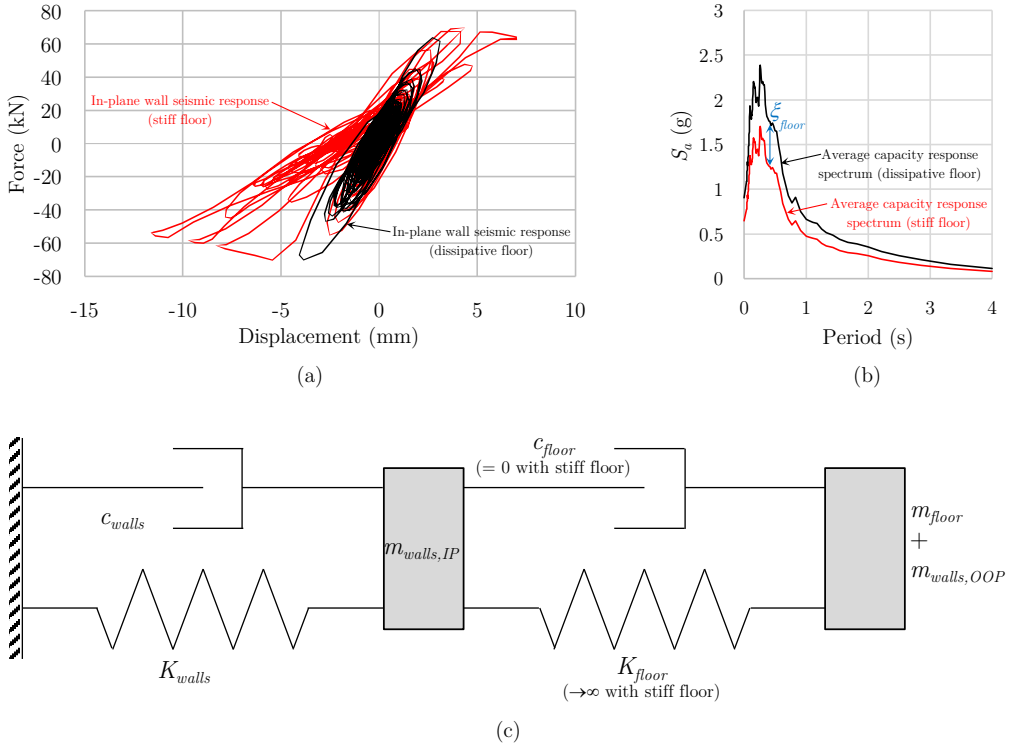 80
60
40
20
0
-20
-40
-60
-80
Force (kN)
In-plane wall seismic response
(stiff floor)
In-plane wall seismic response
(dissipative floor)
-15
-10
-5
0
5
10
Displacement (mm)
(a)
3
2.5
2
1.5
1
0.5
0
Sa (g)
ξfloor
Average capacity response
spectrum (dissipative floor)
Average capacity response
spectrum (stiff floor)
0
1
2
3
4
Period (s)
(b)
cwalls
Kwalls
mwalls,IP
cfloor
(= 0 with stiff floor)
Kfloor
(→∞ with stiff floor)
mfloor
+
mwalls,OOP
(c)